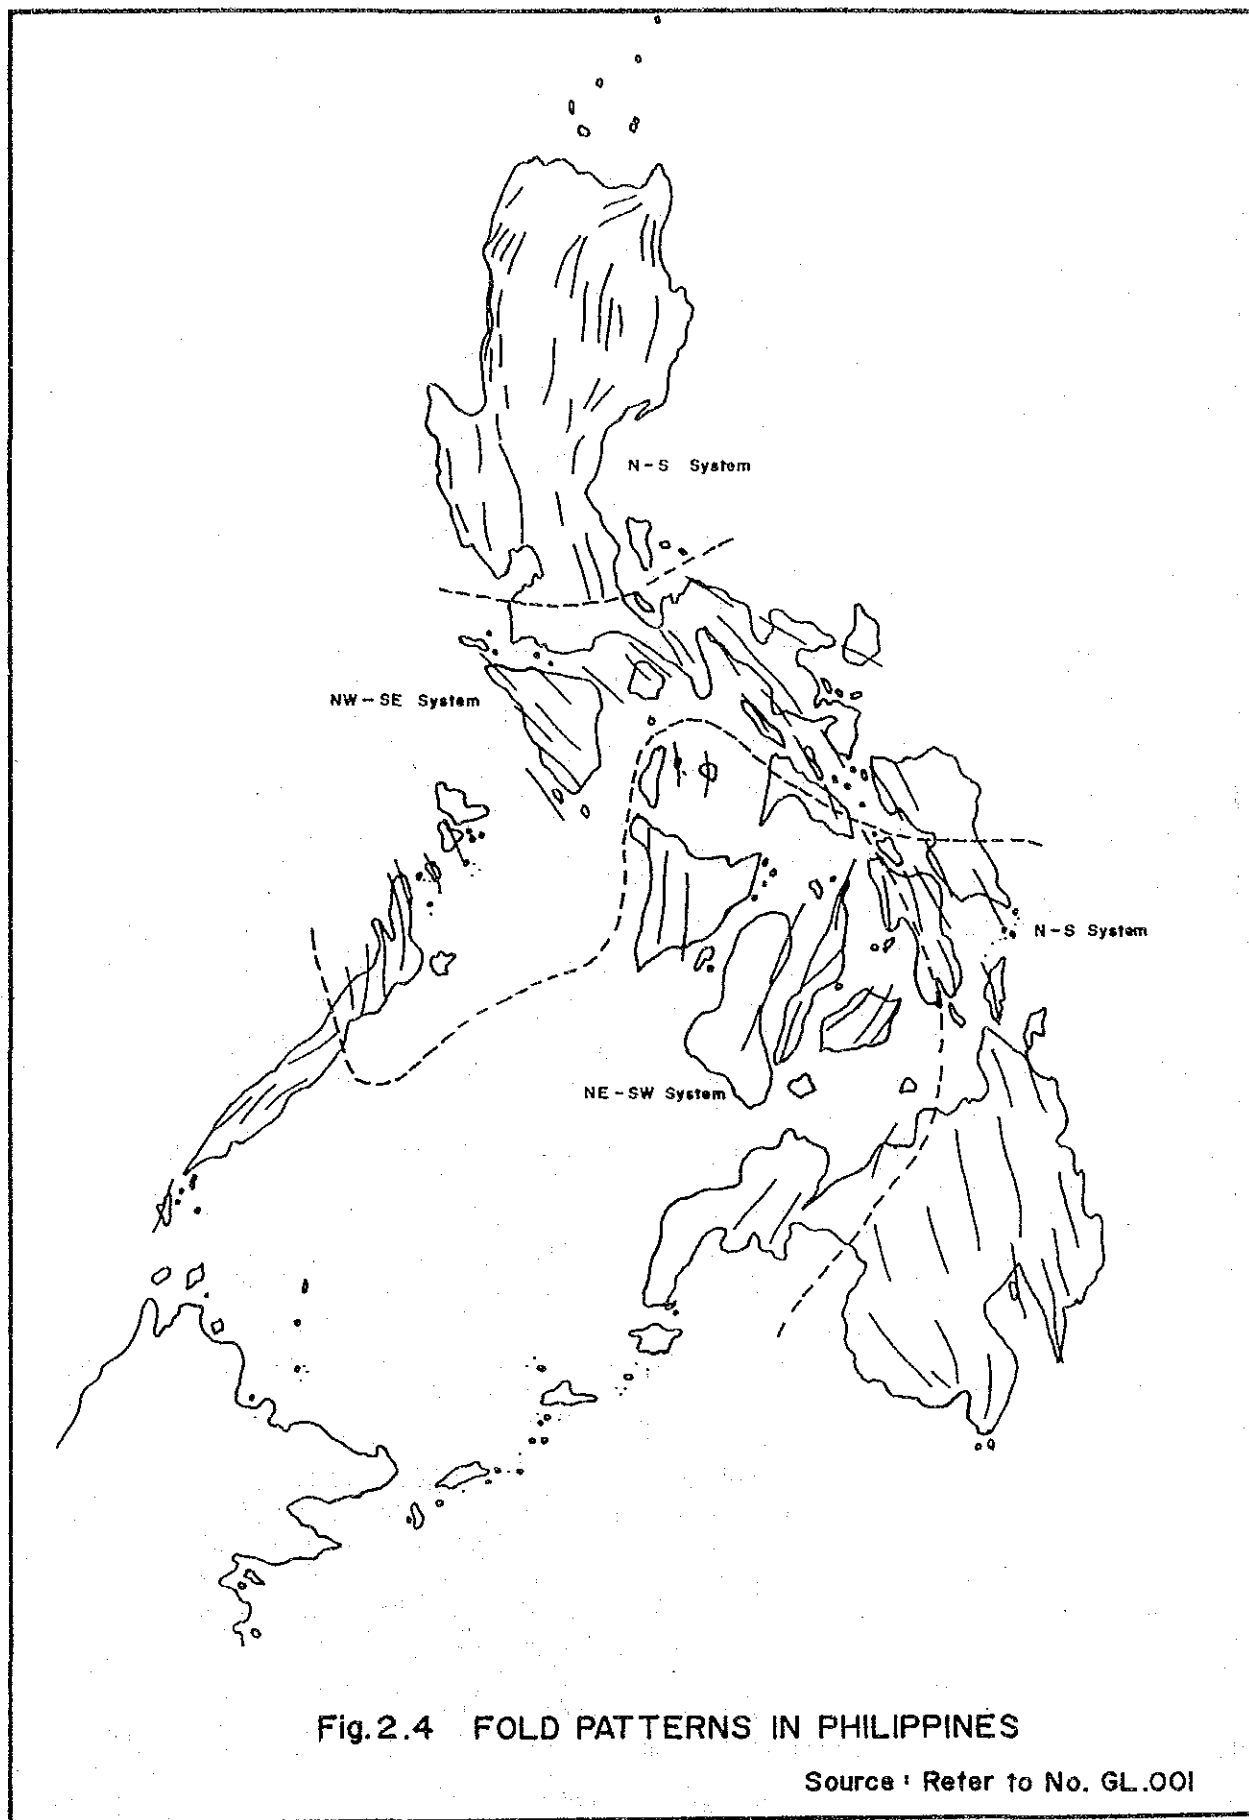 N-S System
NW-SE System
N-S System
NE-SW System
Fig.2.4 FOLD PATTERNS IN PHILIPPINES
Source : Refer to No. GL.001